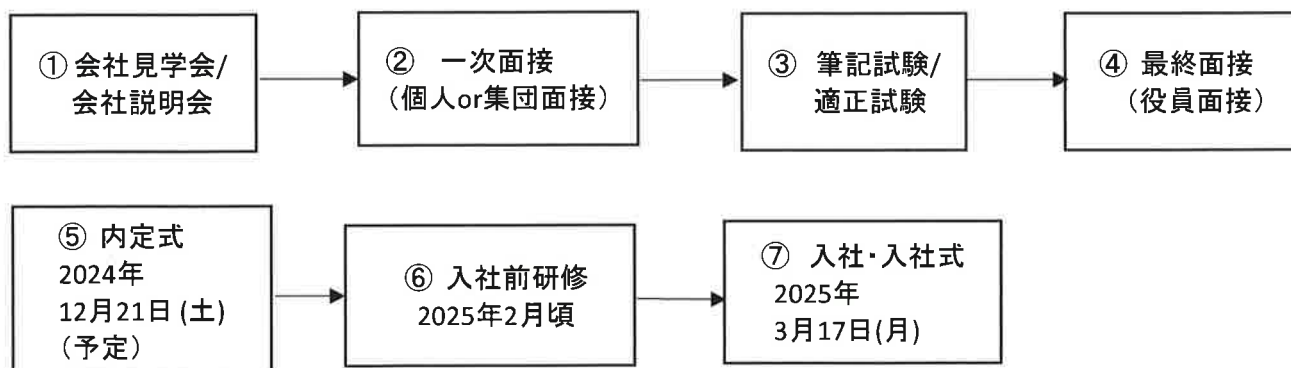 ① 会社見学会/
会社説明会
② 一次面接
（個人or集団面接）
③ 筆記試験/
適正試験
④ 最終面接
（役員面接）
⑤ 内定式
2024年
12月21日 (土)
（予定）
⑥ 入社前研修
2025年2月頃
⑦ 入社・入社式
2025年
3月17日(月)